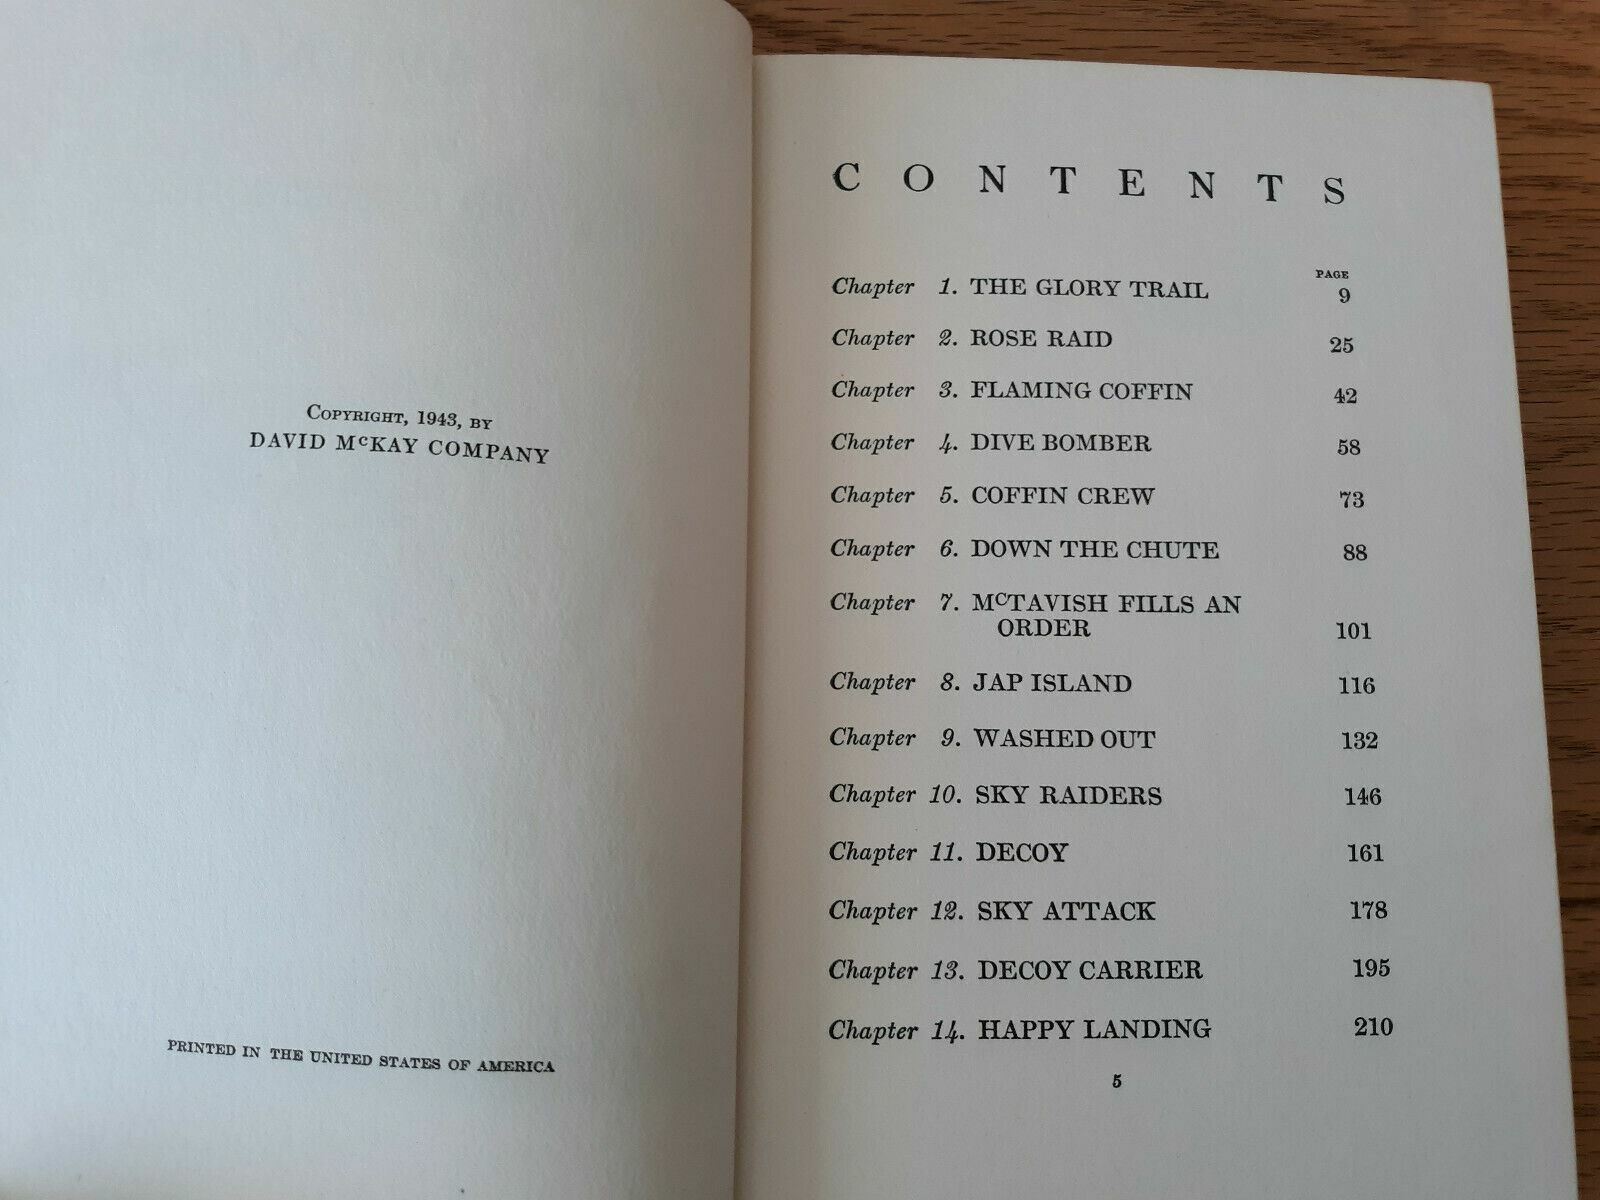 COPYRIGHT, 1943, BY
DAVID McKAY COMPANY
PRINTED IN THE UNITED STATES OF AMERICA
CONTENTS
PAGE
Chapter 1. THE GLORY TRAIL 9
Chapter 2. ROSE RAID 25
Chapter 3. FLAMING COFFIN 42
Chapter 4. DIVE BOMBER 58
Chapter 5. COFFIN CREW 73
Chapter 6. DOWN THE CHUTE 88
Chapter 7. McTAVISH FILLS AN
ORDER 101
Chapter 8. JAP ISLAND 116
Chapter 9. WASHED OUT 132
Chapter 10. SKY RAIDERS 146
Chapter 11. DECOY 161
Chapter 12. SKY ATTACK 178
Chapter 13. DECOY CARRIER 195
Chapter 14. HAPPY LANDING 210
5